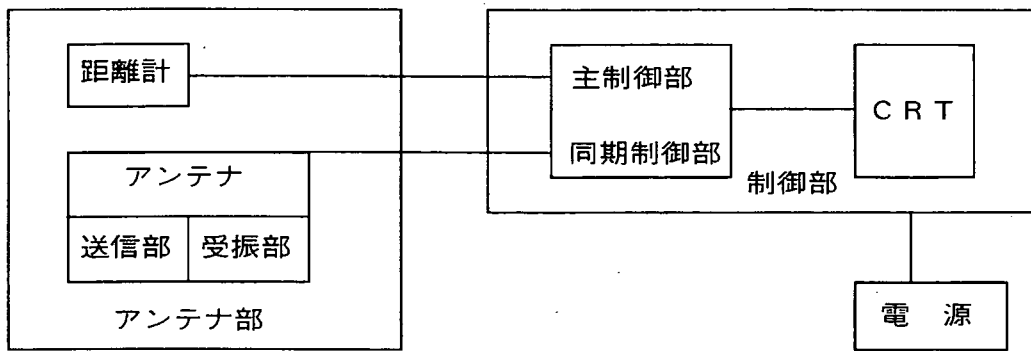 距離計
アンテナ
送信部
受振部
アンテナ部
主制御部
同期制御部
制御部
ＣＲＴ
電　源